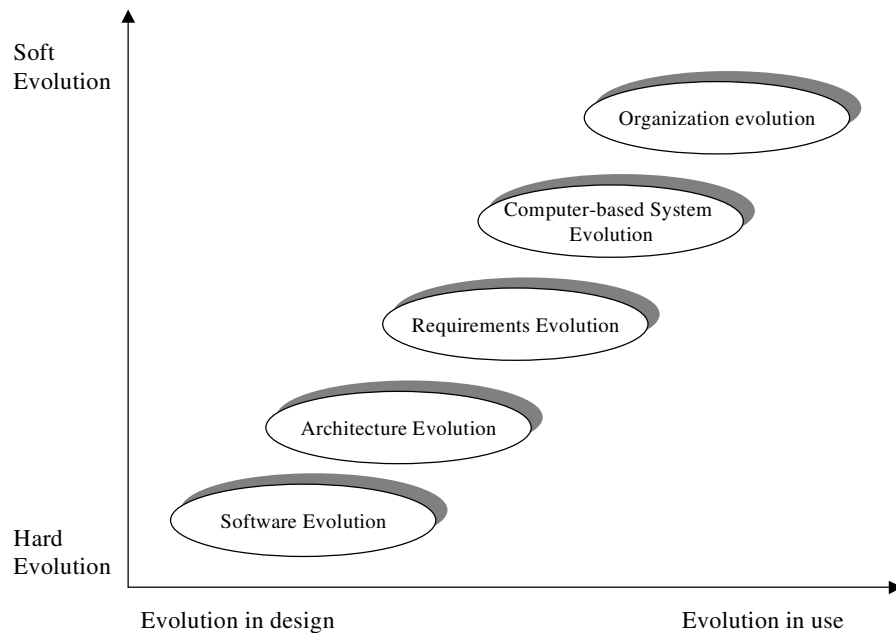 Soft
Evolution
Organization evolution
Computer-based System
Evolution
Requirements Evolution
Architecture Evolution
Software Evolution
Hard
Evolution
Evolution in design
Evolution in use